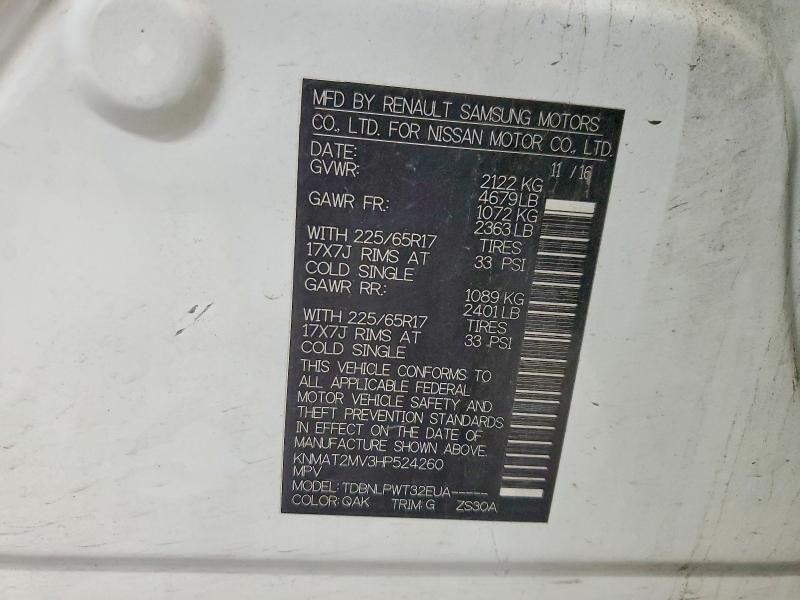 MFD BY RENAULT SAMSUNG MOTORS
CO., LTD. FOR NISSAN MOTOR CO., LTD.
DATE: 11 / 16
GVWR: 2122 KG
4679 LB
GAWR FR: 1072 KG
2363 LB
WITH 225/65R17 TIRES
17X7J RIMS AT 33 PSI
COLD SINGLE
GAWR RR: 1089 KG
2401 LB
WITH 225/65R17 TIRES
17X7J RIMS AT 33 PSI
COLD SINGLE
THIS VEHICLE CONFORMS TO
ALL APPLICABLE FEDERAL
MOTOR VEHICLE SAFETY AND
THEFT PREVENTION STANDARDS
IN EFFECT ON THE DATE OF
MANUFACTURE SHOWN ABOVE.
KNMAT2MV3HP524260
MPV
MODEL: TDBNLPWT32EUA-----
COLOR: QAK TRIM: G ZS30A